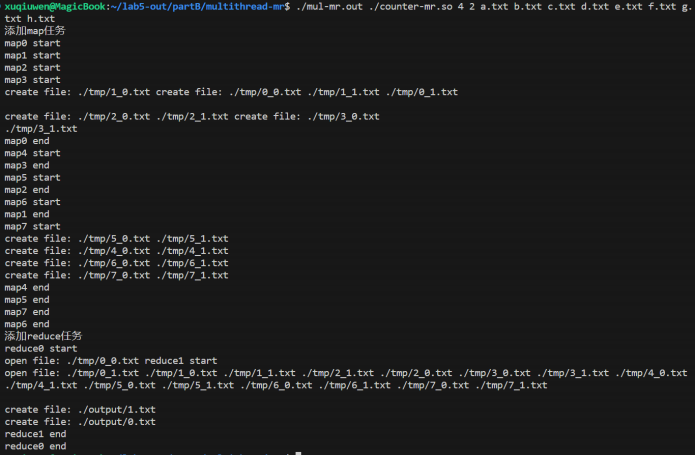 xuqiuwen@MagicBook:~/lab5-out/partB/multithread-mr$ ./mul-mr.out ./counter-mr.so 4 2 a.txt b.txt c.txt d.txt e.txt f.txt g.
txt h.txt
添加map任务
map0 start
map1 start
map2 start
map3 start
create file: ./tmp/1_0.txt create file: ./tmp/0_0.txt ./tmp/1_1.txt ./tmp/0_1.txt
create file: ./tmp/2_0.txt ./tmp/2_1.txt create file: ./tmp/3_0.txt
./tmp/3_1.txt
map0 end
map4 start
map3 end
map5 start
map2 end
map6 start
map1 end
map7 start
create file: ./tmp/5_0.txt ./tmp/5_1.txt
create file: ./tmp/4_0.txt ./tmp/4_1.txt
create file: ./tmp/6_0.txt ./tmp/6_1.txt
create file: ./tmp/7_0.txt ./tmp/7_1.txt
map4 end
map5 end
map7 end
map6 end
添加reduce任务
reduce0 start
open file: ./tmp/0_0.txt reduce1 start
open file: ./tmp/0_1.txt ./tmp/1_0.txt ./tmp/1_1.txt ./tmp/2_1.txt ./tmp/2_0.txt ./tmp/3_0.txt ./tmp/3_1.txt ./tmp/4_0.txt
./tmp/4_1.txt ./tmp/5_0.txt ./tmp/5_1.txt ./tmp/6_0.txt ./tmp/6_1.txt ./tmp/7_0.txt ./tmp/7_1.txt
create file: ./output/1.txt
create file: ./output/0.txt
reduce1 end
reduce0 end